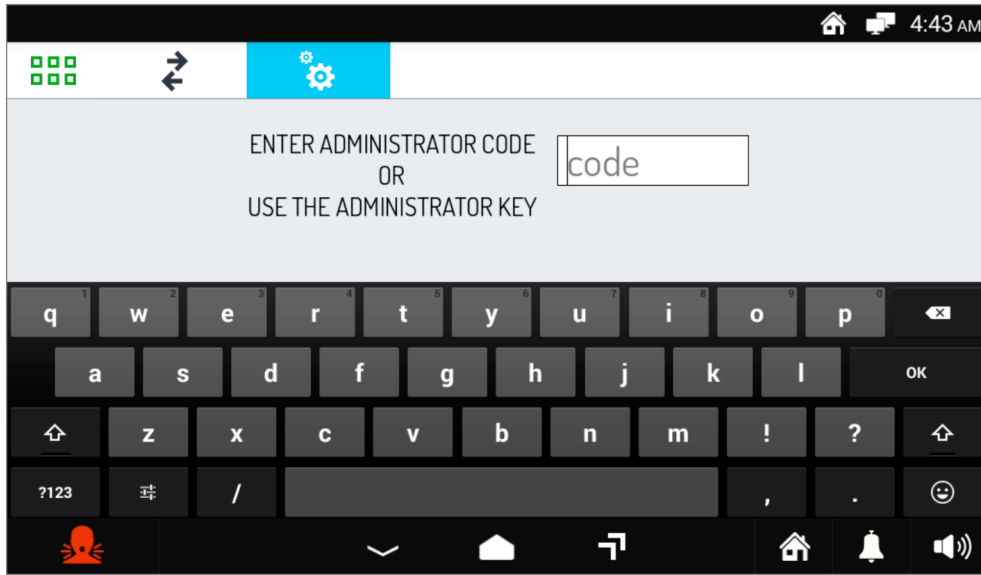 4:43 AM
ENTER ADMINISTRATOR CODE
OR
USE THE ADMINISTRATOR KEY
code
1 2 3 4 5 6 7 8 9 0
q w e r t y u i o p
a s d f g h j k l OK
z x c v b n m ! ?
?123 / , .